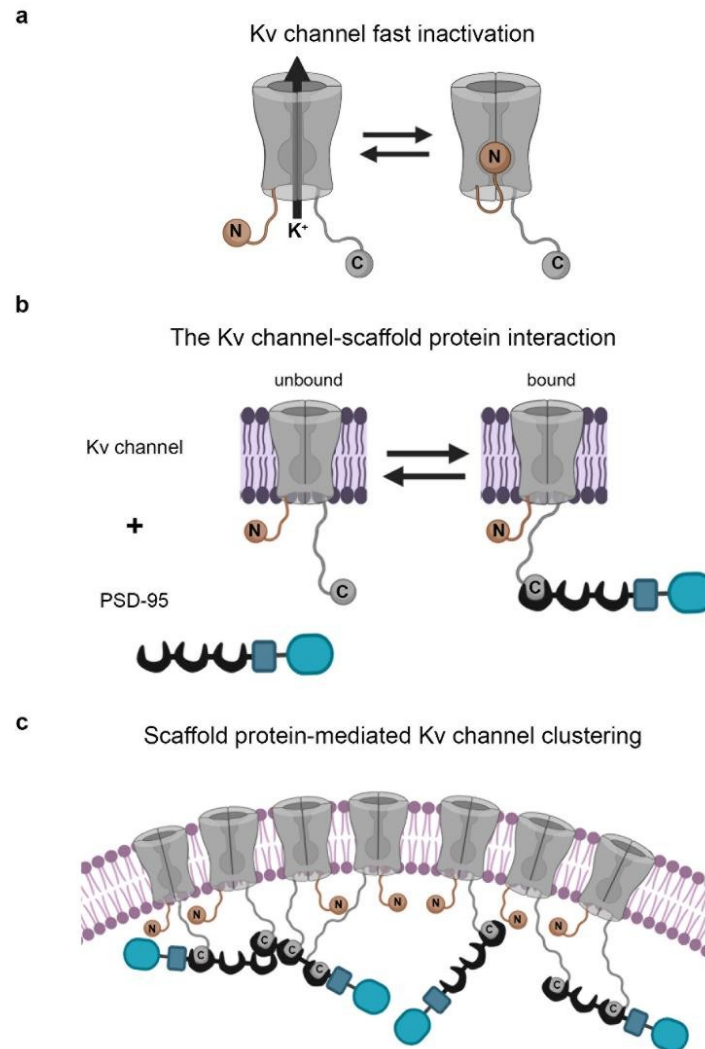 a
Kv channel fast inactivation
N
N
K⁺
C
C
b
The Kv channel-scaffold protein interaction
unbound
bound
Kv channel
N
N
+
C
C
PSD-95
c
Scaffold protein-mediated Kv channel clustering
N
N
N
N
N
N
N
C
C
C
C
C
C
C